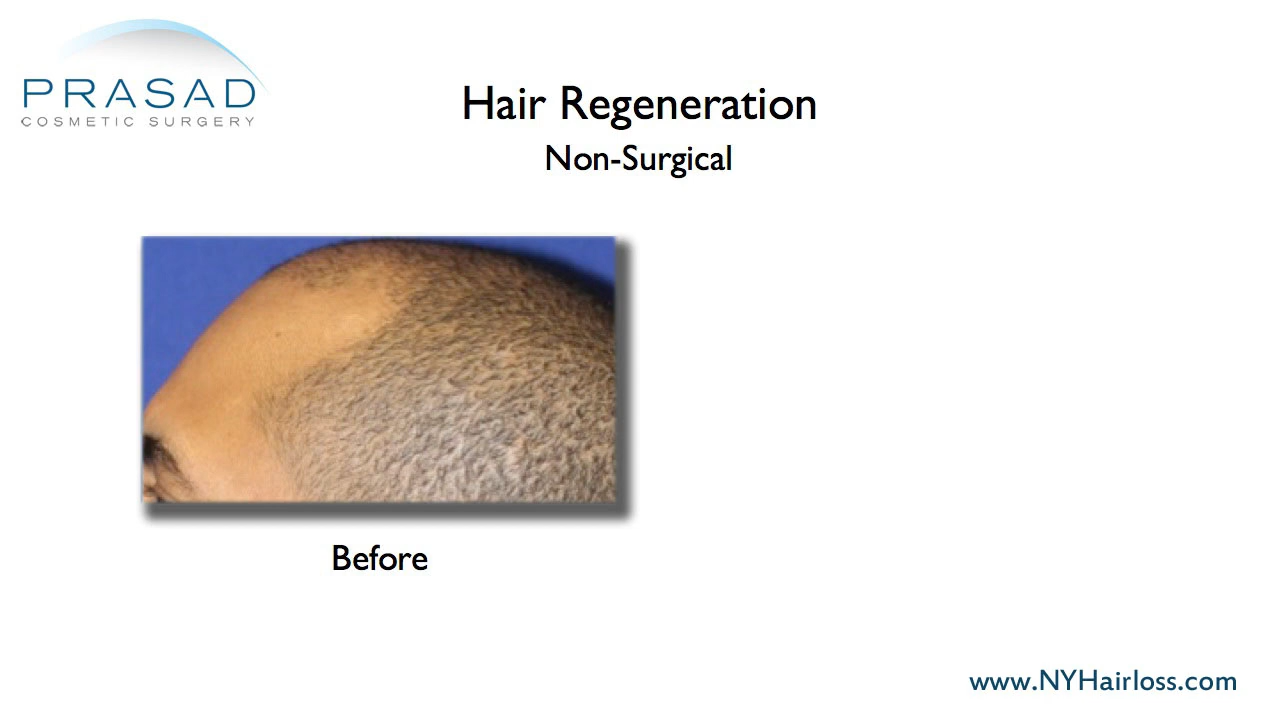 PRASAD
COSMETIC SURGERY
Hair Regeneration
Non-Surgical
Before
www.NYHairloss.com